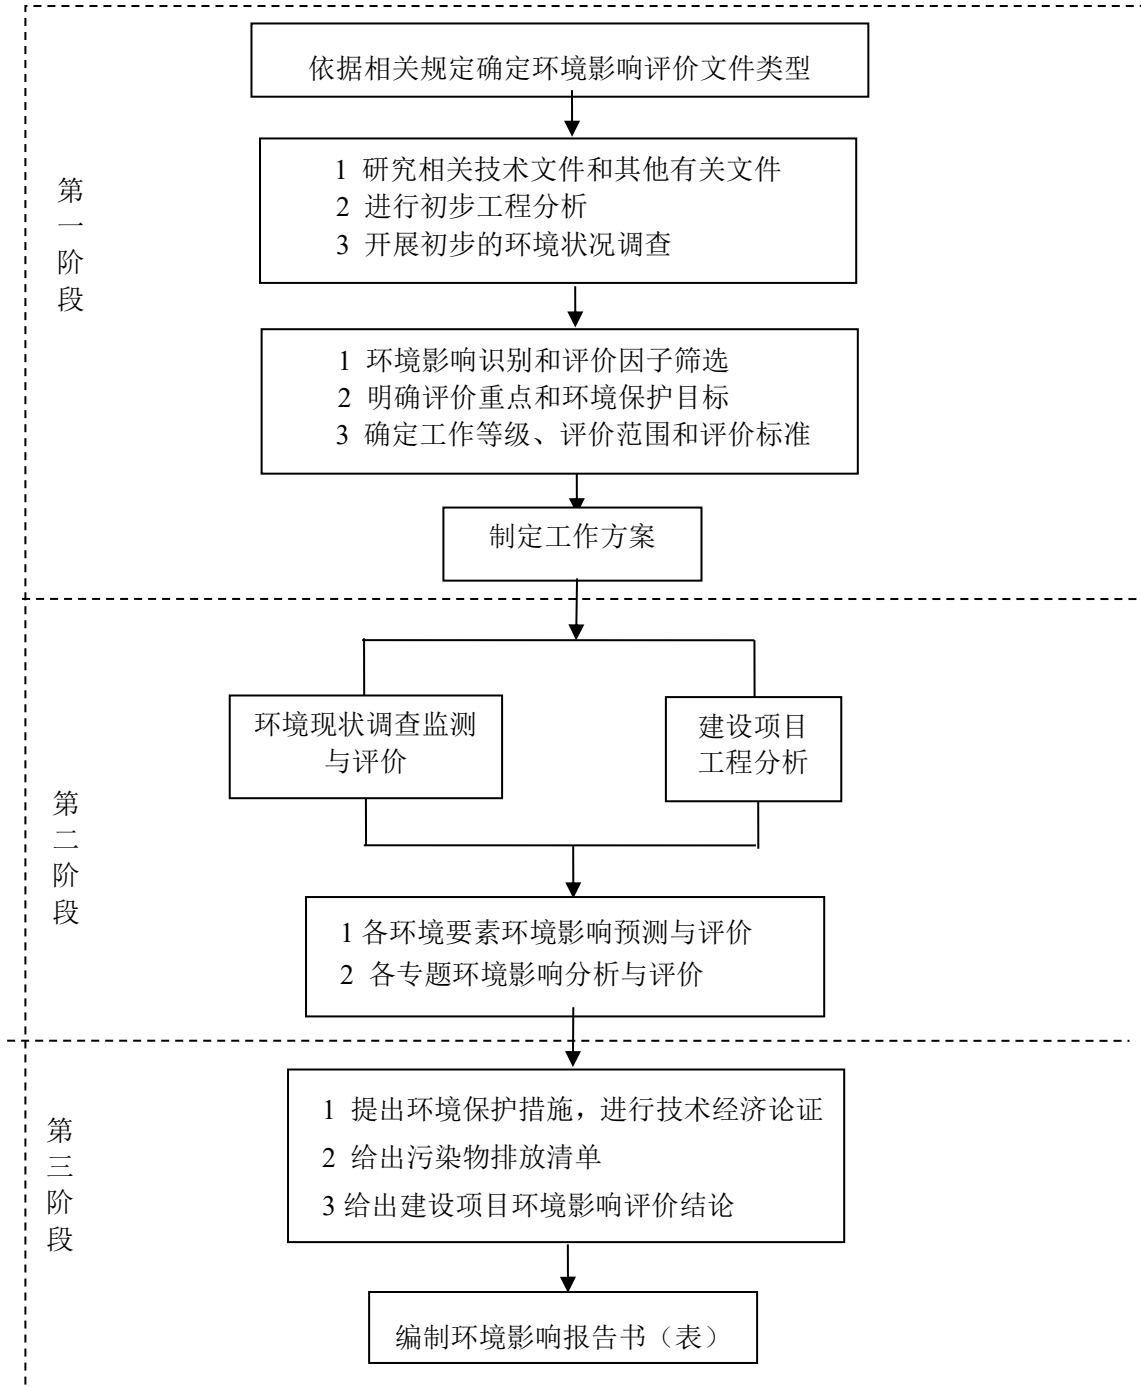 依据相关规定确定环境影响评价文件类型
第一阶段
1 研究相关技术文件和其他有关文件
2 进行初步工程分析
3 开展初步的环境状况调查
1 环境影响识别和评价因子筛选
2 明确评价重点和环境保护目标
3 确定工作等级、评价范围和评价标准
制定工作方案
第二阶段
环境现状调查监测
与评价
建设项目
工程分析
1 各环境要素环境影响预测与评价
2 各专题环境影响分析与评价
第三阶段
1 提出环境保护措施，进行技术经济论证
2 给出污染物排放清单
3 给出建设项目环境影响评价结论
编制环境影响报告书（表）